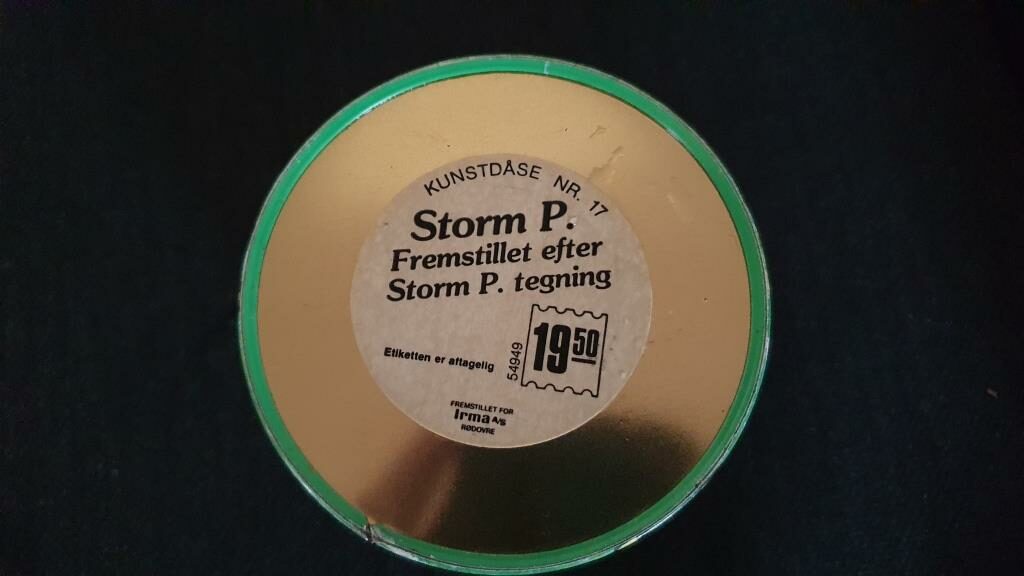 KUNSTDÅSE NR. 17
Storm P.
Fremstillet efter
Storm P. tegning
19 50
54949
Etiketten er aftagelig
FREMSTILLET FOR
Irma A/S
RØDOVRE